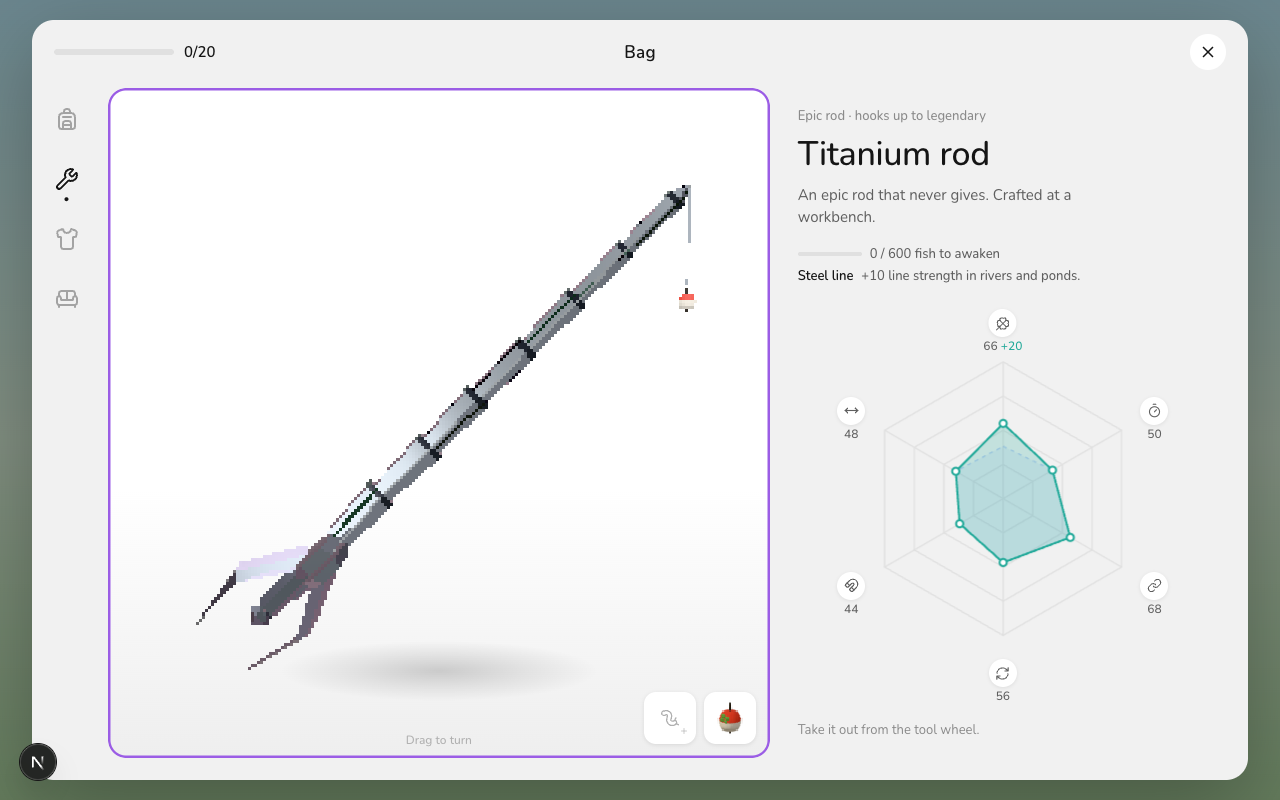 0/20
Bag
Epic rod · hooks up to legendary
Titanium rod
An epic rod that never gives. Crafted at a
workbench.
0 / 600 fish to awaken
Steel line +10 line strength in rivers and ponds.
66 +20
48
50
44
68
56
Take it out from the tool wheel.
Drag to turn
N